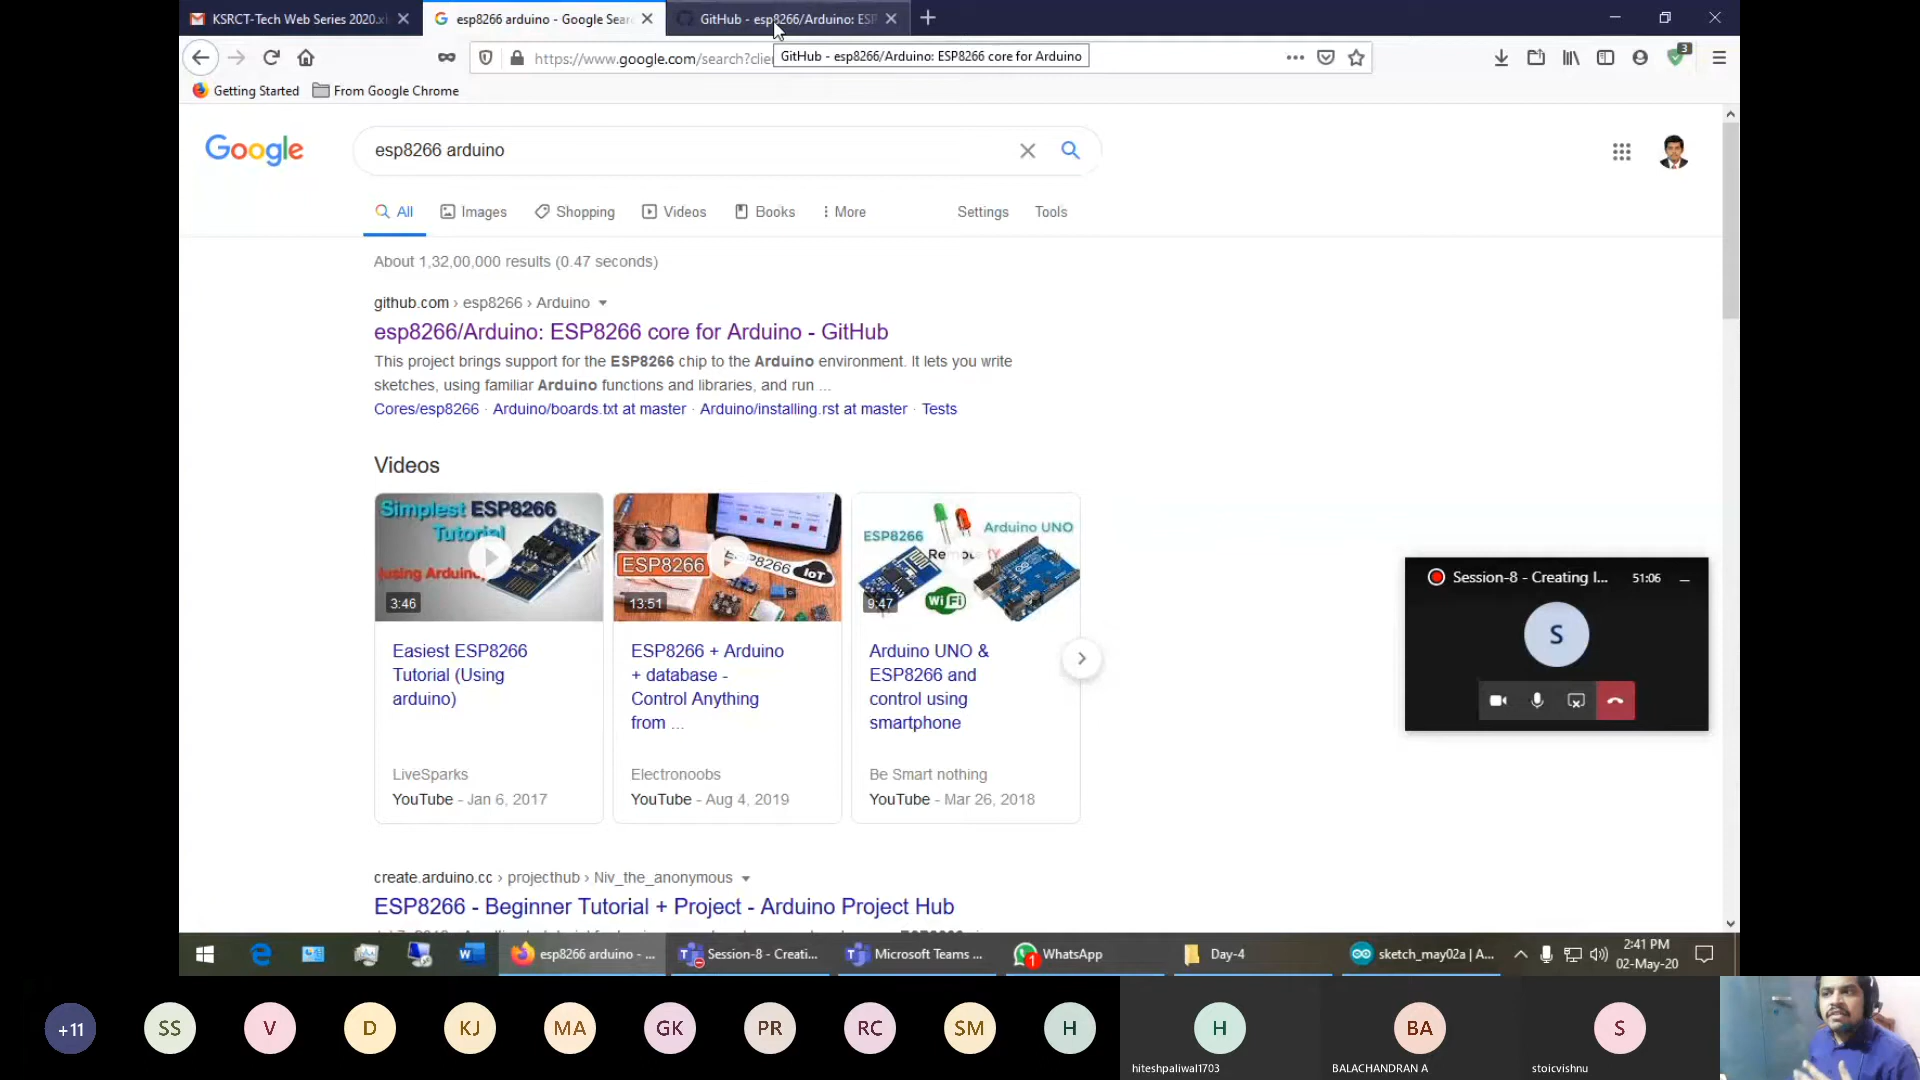 KSRCT-Tech Web Series 2020.x
esp8266 arduino - Google Sear
GitHub - esp8266/Arduino: ESP
https://www.google.com/search?clie
GitHub - esp8266/Arduino: ESP8266 core for Arduino
3
Getting Started
From Google Chrome
Google
esp8266 arduino
All
Images
Shopping
Videos
Books
More
Settings
Tools
About 1,32,00,000 results (0.47 seconds)
github.com › esp8266 › Arduino
esp8266/Arduino: ESP8266 core for Arduino - GitHub
This project brings support for the ESP8266 chip to the Arduino environment. It lets you write
sketches, using familiar Arduino functions and libraries, and run ...
Cores/esp8266 · Arduino/boards.txt at master · Arduino/installing.rst at master · Tests
Videos
Simplest ESP8266
Tutorial
(using Arduino)
3:46
ESP8266
ESP8266
IoT
13:51
ESP8266
Arduino UNO
WiFi
9:47
Easiest ESP8266
Tutorial (Using
arduino)
LiveSparks
YouTube - Jan 6, 2017
ESP8266 + Arduino
+ database -
Control Anything
from ...
Electronoobs
YouTube - Aug 4, 2019
Arduino UNO &
ESP8266 and
control using
smartphone
Be Smart nothing
YouTube - Mar 26, 2018
create.arduino.cc › projecthub › Niv_the_anonymous
ESP8266 - Beginner Tutorial + Project - Arduino Project Hub
Session-8 - Creating I...
51:06
S
esp8266 arduino - ...
Session-8 - Creati...
Microsoft Teams ...
1
WhatsApp
Day-4
sketch_may02a | A...
2:41 PM
02-May-20
+11
SS
V
D
KJ
MA
GK
PR
RC
SM
H
H
hiteshpaliwal1703
BA
BALACHANDRAN A
S
stoicvishnu